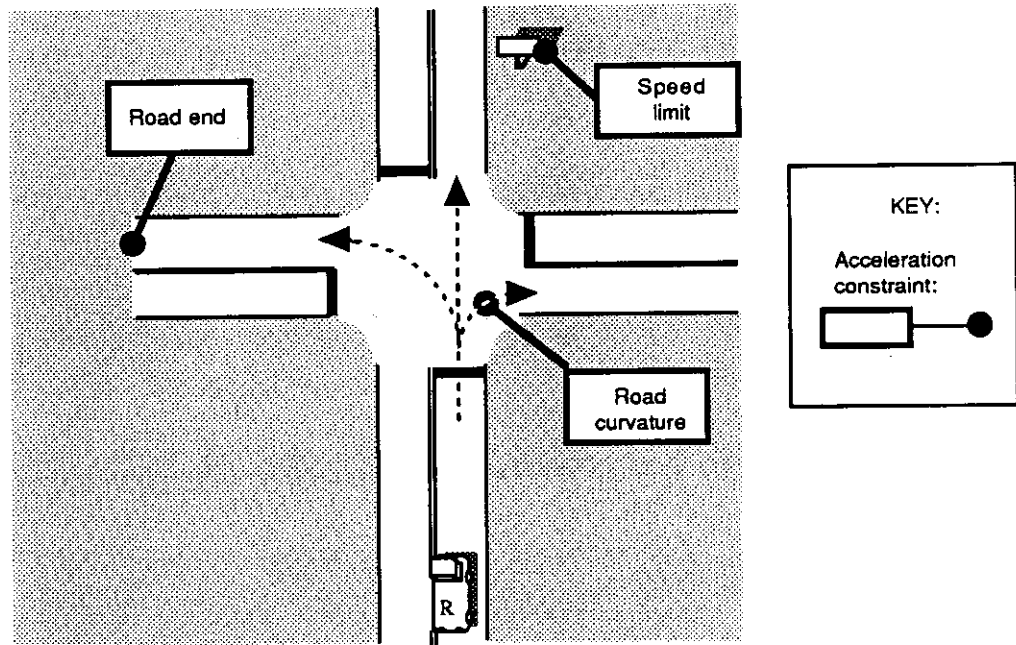 Speed
limit
Road end
KEY:
Acceleration
constraint:
Road
curvature
R